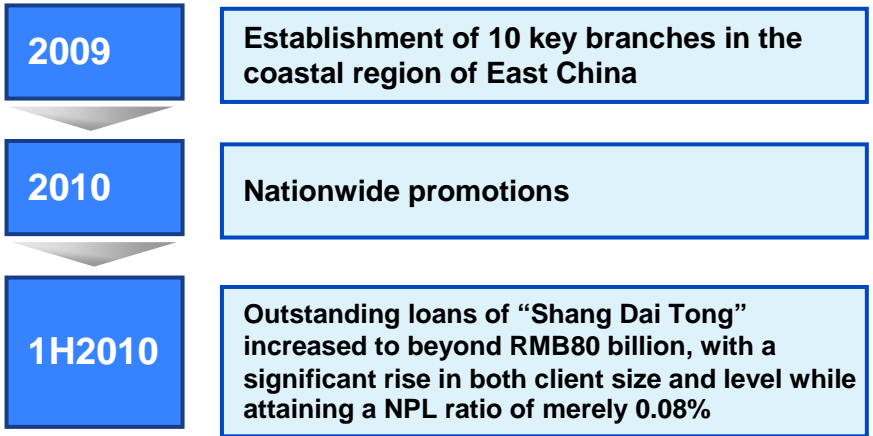 2009
Establishment of 10 key branches in the
coastal region of East China
2010
Nationwide promotions
1H2010
Outstanding loans of “Shang Dai Tong”
increased to beyond RMB80 billion, with a
significant rise in both client size and level while
attaining a NPL ratio of merely 0.08%